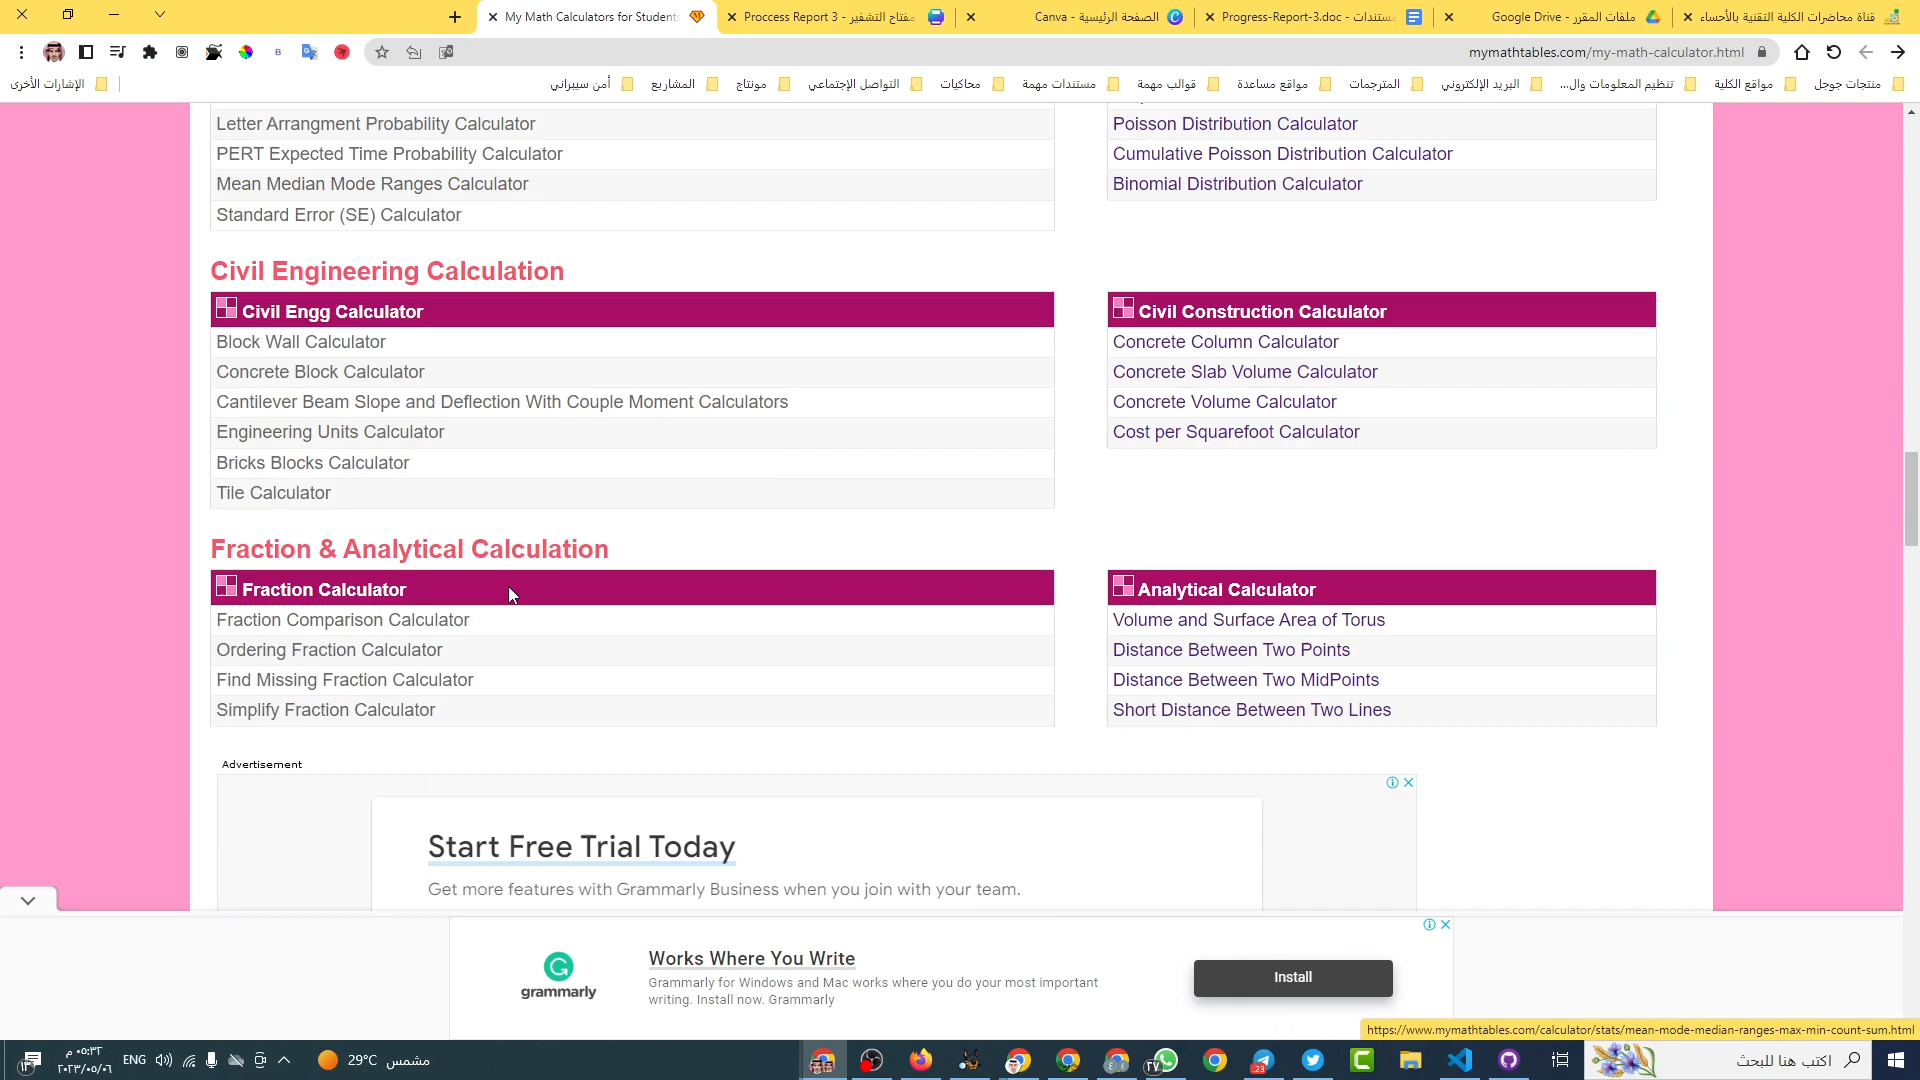 My Math Calculators for Students
مفتاح التشفير - Proccess Report 3
الصفحة الرئيسية - Canva
مستندات - Progress-Report-3.doc
ملفات المقرر - Google Drive
قناة محاضرات الكلية التقنية بالأحساء
mymathtables.com/my-math-calculator.html
منتجات جوجل
مواقع الكلية
تنظيم المعلومات وال...
البريد الإلكتروني
المترجمات
مواقع مساعدة
قوالب مهمة
مستندات مهمة
محاكيات
التواصل الإجتماعي
مونتاج
المشاريع
أمن سيبراني
الإشارات الأخرى
Letter Arrangment Probability Calculator
PERT Expected Time Probability Calculator
Mean Median Mode Ranges Calculator
Standard Error (SE) Calculator
Poisson Distribution Calculator
Cumulative Poisson Distribution Calculator
Binomial Distribution Calculator
Civil Engineering Calculation
Civil Engg Calculator
Block Wall Calculator
Concrete Block Calculator
Cantilever Beam Slope and Deflection With Couple Moment Calculators
Engineering Units Calculator
Bricks Blocks Calculator
Tile Calculator
Civil Construction Calculator
Concrete Column Calculator
Concrete Slab Volume Calculator
Concrete Volume Calculator
Cost per Squarefoot Calculator
Fraction & Analytical Calculation
Fraction Calculator
Fraction Comparison Calculator
Ordering Fraction Calculator
Find Missing Fraction Calculator
Simplify Fraction Calculator
Analytical Calculator
Volume and Surface Area of Torus
Distance Between Two Points
Distance Between Two MidPoints
Short Distance Between Two Lines
Advertisement
Start Free Trial Today
Get more features with Grammarly Business when you join with your team.
grammarly
Works Where You Write
Grammarly for Windows and Mac works where you do your most important
writing. Install now. Grammarly
Install
https://www.mymathtables.com/calculator/stats/mean-mode-median-ranges-max-min-count-sum.html
٠٥:٣٢ م
٢٠٢٣/٠٥/٠٦
ENG
29°C
مشمس
اكتب هنا للبحث